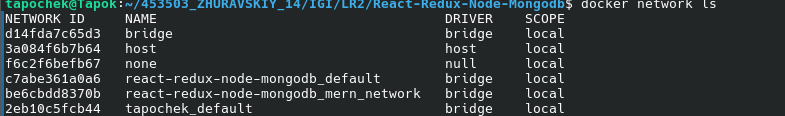 tapochek@Tapok:~/453503_ZHURAVSKIY_14/IGI/LR2/React-Redux-Node-Mongodb$ docker network ls
NETWORK ID     NAME                                DRIVER    SCOPE
d14fda7c65d3   bridge                              bridge    local
3a084f6b7b64   host                                host      local
f6c2f6befb67   none                                null      local
c7abe361a0a6   react-redux-node-mongodb_default    bridge    local
be6cbdd8370b   react-redux-node-mongodb_mern_network   bridge    local
2eb10c5fcb44   tapochek_default                    bridge    local